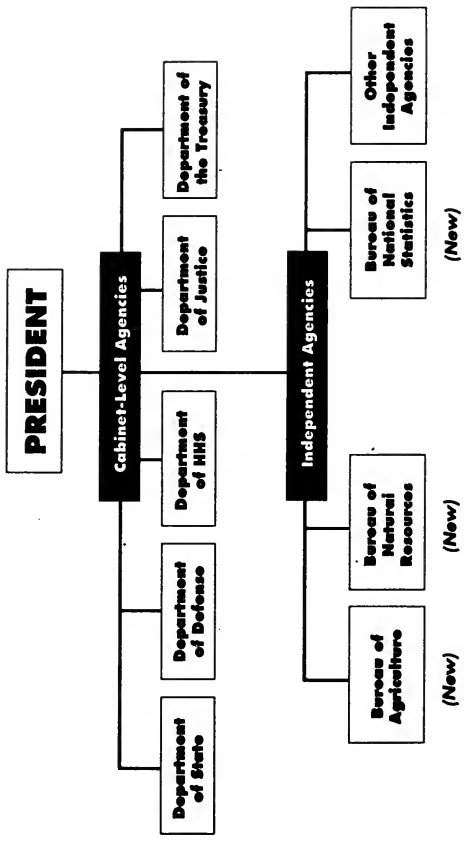 PRESIDENT
Cabinet-Level Agencies
Department
of State
Department
of Defense
Department
of HHS
Department
of Justice
Department of
the Treasury
Independent Agencies
Bureau of
Agriculture
(New)
Bureau of
Natural
Resources
(New)
Bureau of
National
Statistics
(New)
Other
Independent
Agencies